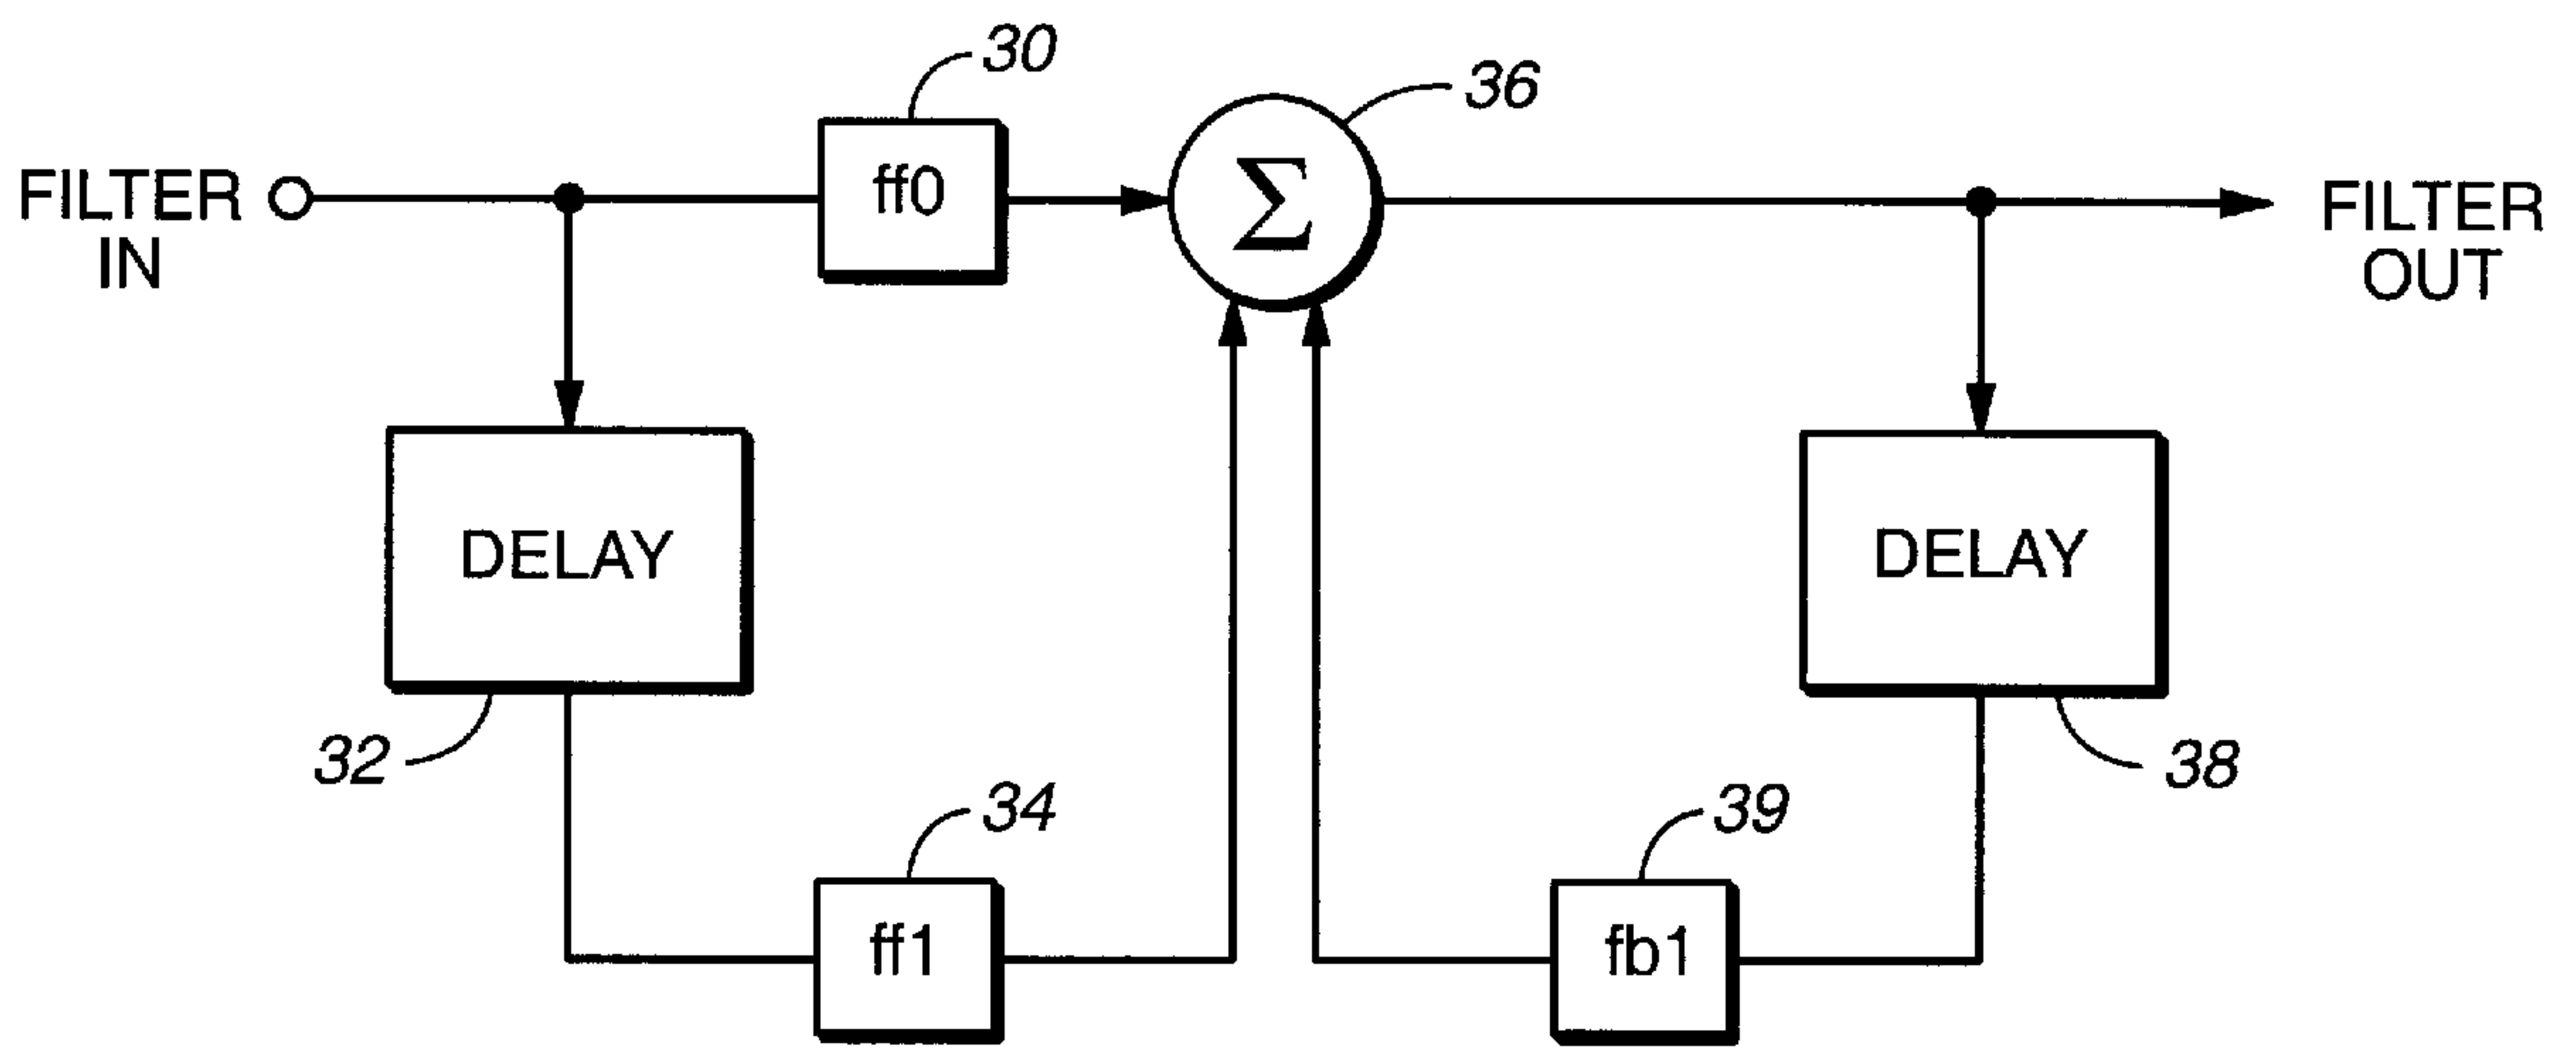 30
36
FILTER
IN
ff0
Σ
FILTER
OUT
DELAY
DELAY
32
38
34
39
ff1
fb1